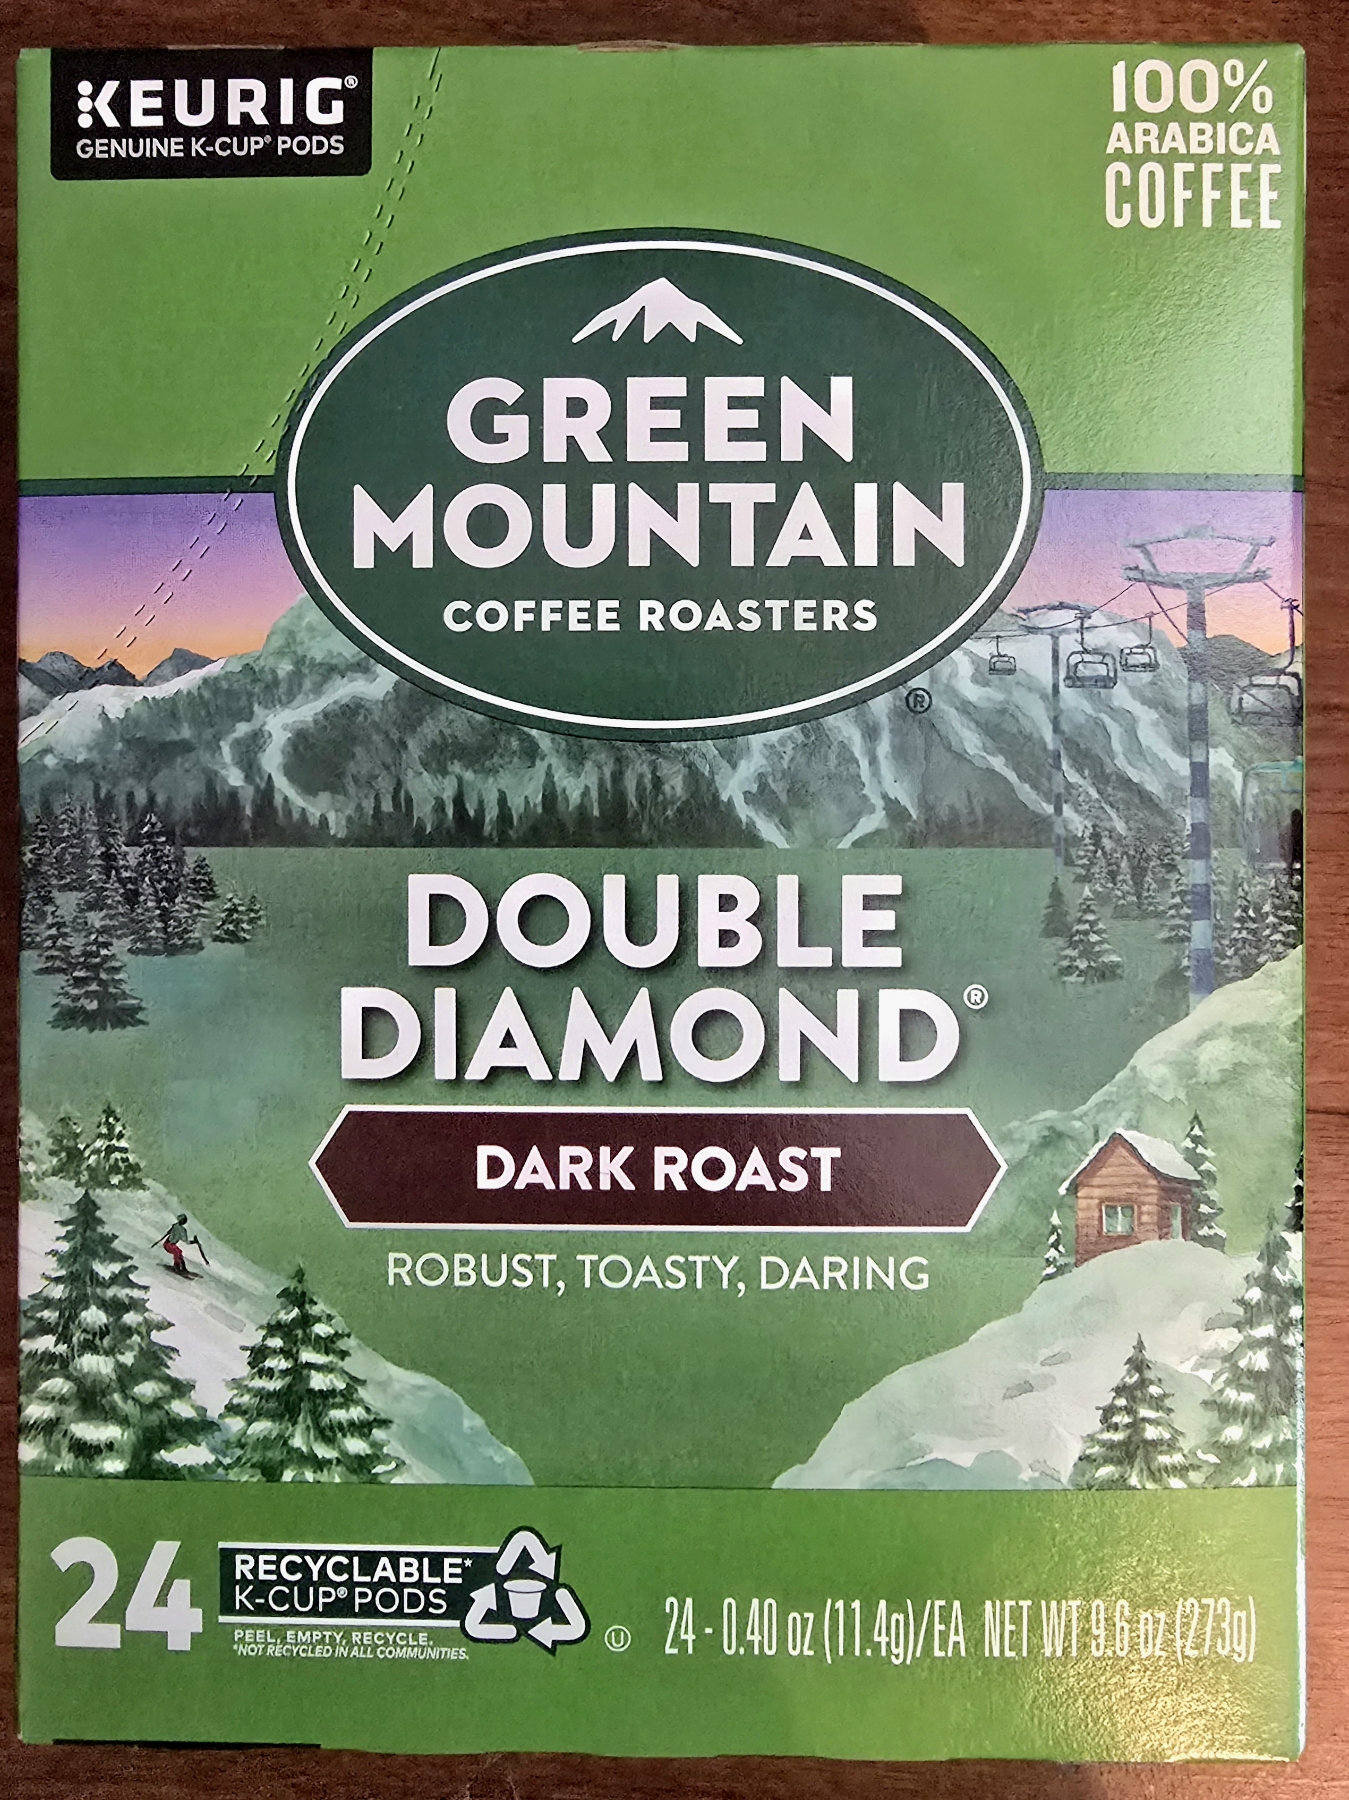 KEURIG®
GENUINE K-CUP® PODS
100%
ARABICA
COFFEE
GREEN
MOUNTAIN
COFFEE ROASTERS
®
DOUBLE
DIAMOND®
DARK ROAST
ROBUST, TOASTY, DARING
24
RECYCLABLE*
K-CUP® PODS
PEEL, EMPTY, RECYCLE.
*NOT RECYCLED IN ALL COMMUNITIES.
U
24 - 0.40 oz (11.4g)/EA NET WT 9.6 oz (273g)